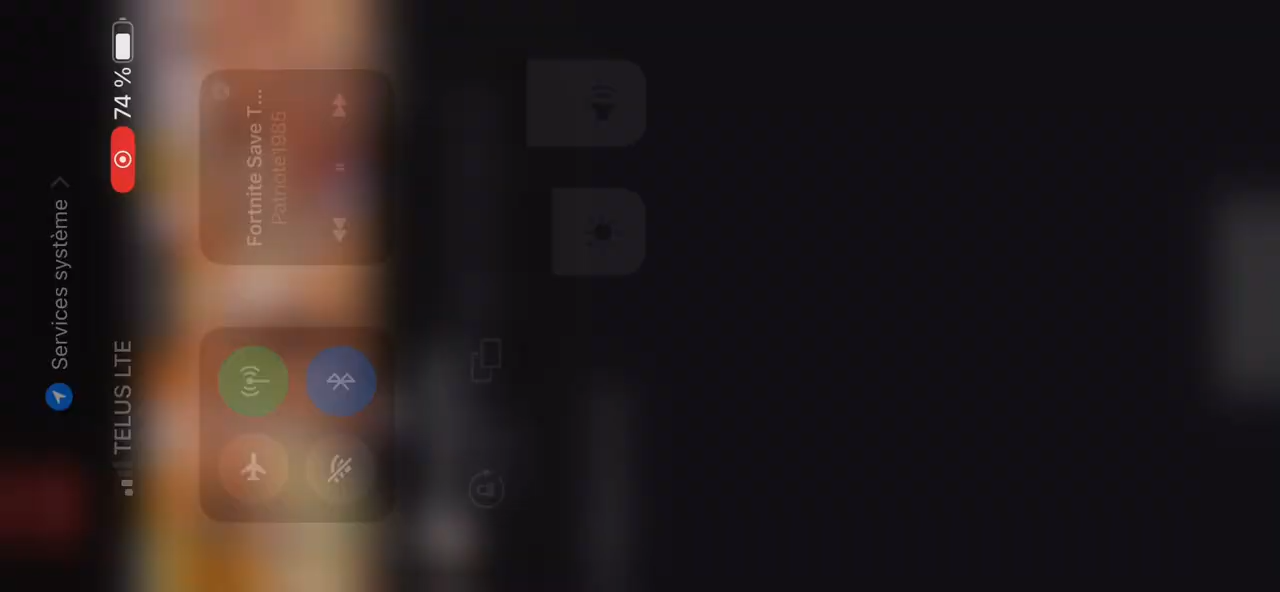 Services système
TELUS LTE
74 %
Fortnite Save T...
Patriote1985